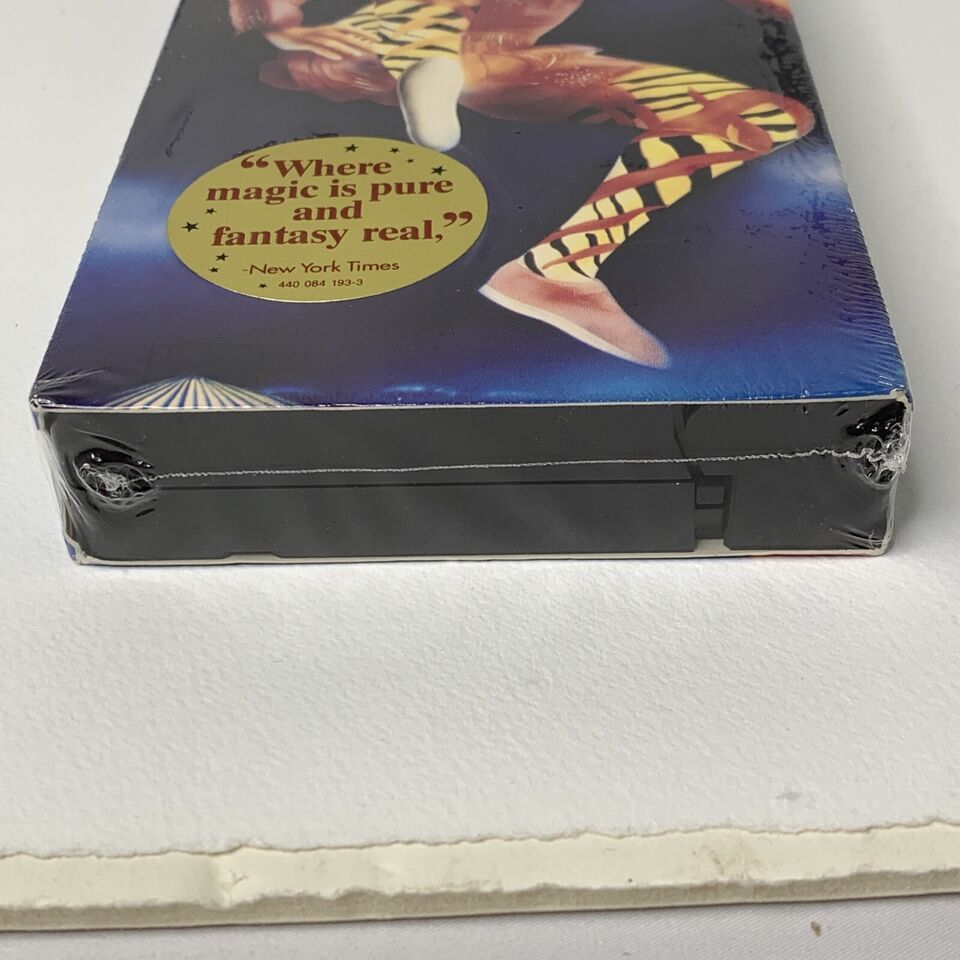 “Where
magic is pure
and
fantasy real,”
-New York Times
440 084 193-3